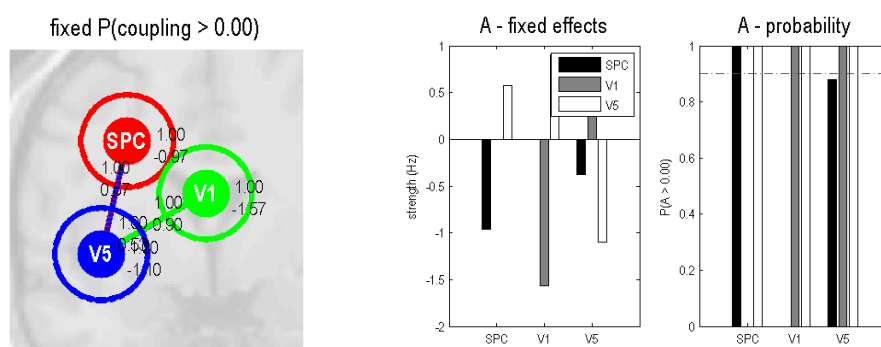 fixed P(coupling > 0.00)
SPC
1.00
-0.97
1.00
V1
1.00
-1.57
1.00
0.90
1.00
V5
-1.10
A - fixed effects
strength (Hz)
1
0.5
0
-0.5
-1
-1.5
-2
SPC
V1
V5
SPC
V1
V5
A - probability
P(A > 0.00)
1
0.8
0.6
0.4
0.2
0
SPC
V1
V5